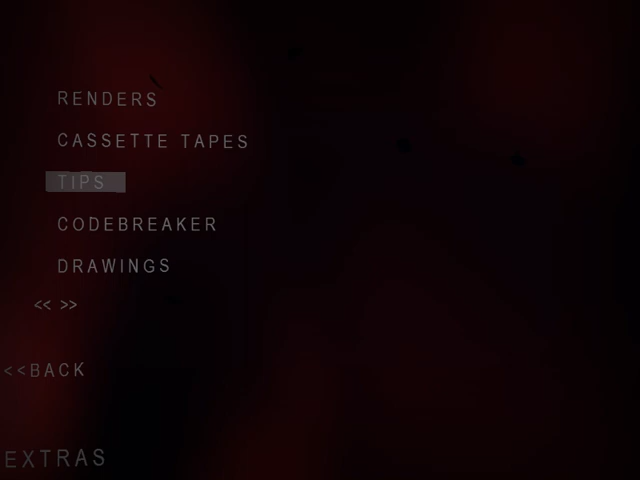 RENDERS
CASSETTE TAPES
TIPS
CODEBREAKER
DRAWINGS
<< >>
<<BACK
EXTRAS